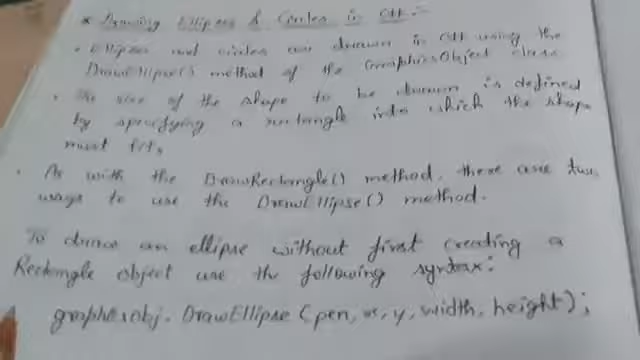 * Drawing Ellipses & Circles in C#:-
• Ellipses and circles are drawn in C# using the
DrawEllipse() method of the GraphicsObject class
• The size of the shape to be drawn is defined
by specifying a rectangle into which the shape
must fit,
• As with the DrawRectangle() method, there are two
ways to use the DrawEllipse() method.
To draw an ellipse without first creating a
Rectangle object use the following syntax:
graphicsobj. DrawEllipse (pen, x, y, width, height);